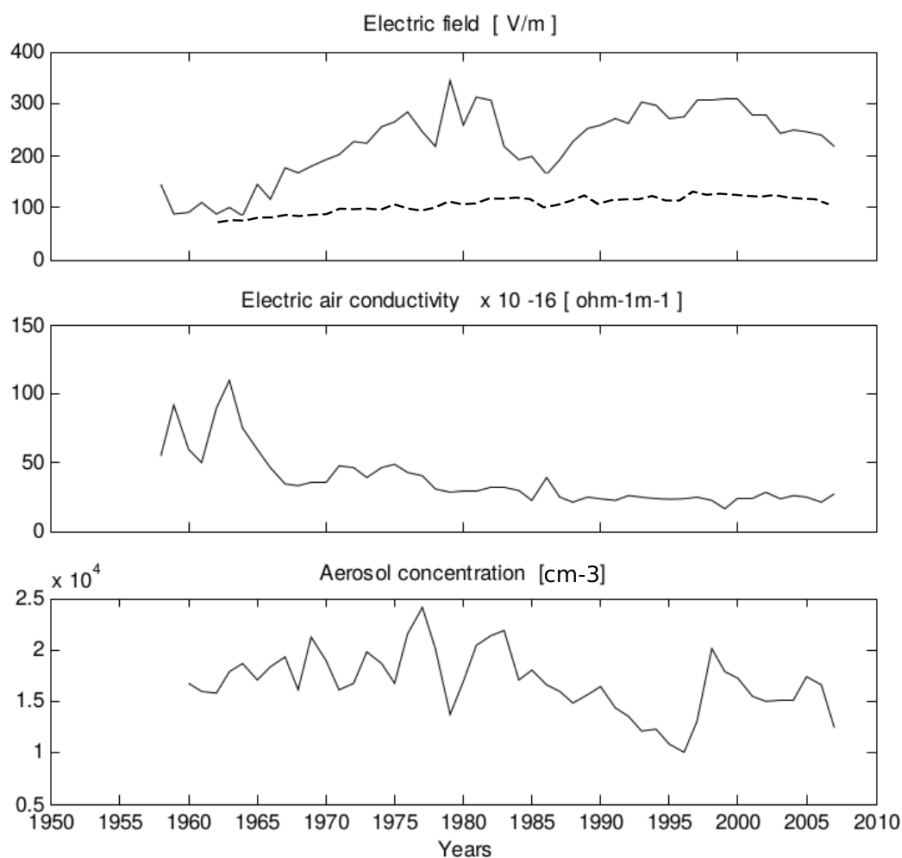 Electric field [ V/m ]
400
300
200
100
0
Electric air conductivity x 10 -16 [ ohm-1m-1 ]
150
100
50
0
Aerosol concentration [cm-3]
x 10⁴
2.5
2
1.5
1
0.5
1950 1955 1960 1965 1970 1975 1980 1985 1990 1995 2000 2005 2010
Years